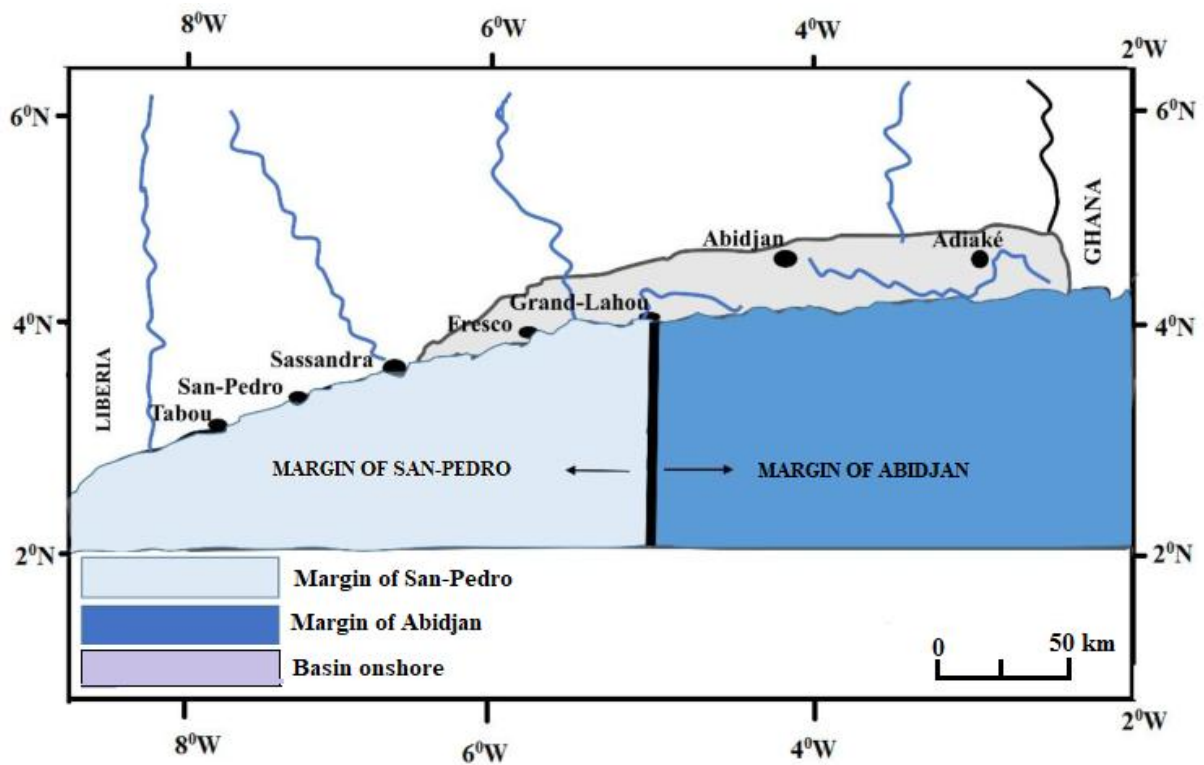 8⁰W
6⁰W
4⁰W
2⁰W
6⁰N
6⁰N
GHANA
Abidjan
Adiaké
Grand-Lahou
4⁰N
Fresco
4⁰N
LIBERIA
Sassandra
San-Pedro
Tabou
MARGIN OF SAN-PEDRO
MARGIN OF ABIDJAN
2⁰N
2⁰N
Margin of San-Pedro
Margin of Abidjan
Basin onshore
0 50 km
8⁰W
6⁰W
4⁰W
2⁰W